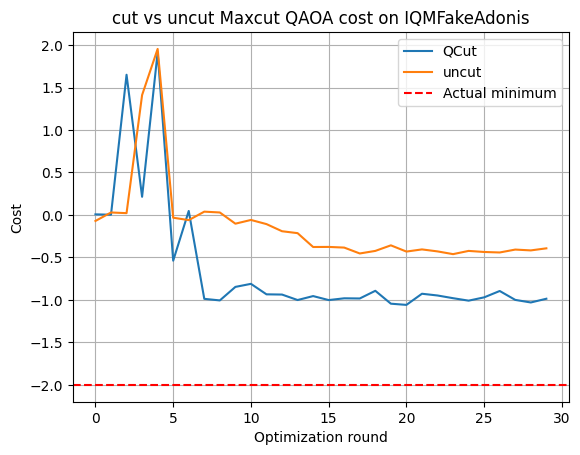 cut vs uncut Maxcut QAOA cost on IQMFakeAdonis
QCut
uncut
Actual minimum
Cost
2.0
1.5
1.0
0.5
0.0
−0.5
−1.0
−1.5
−2.0
0 5 10 15 20 25 30
Optimization round